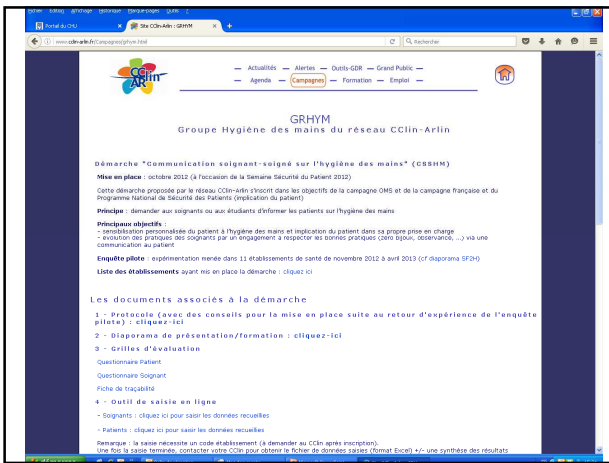 Fichier Edition Affichage Historique Marque-pages Outils ?
Portail du CHU
Site CClin-Arlin : GRHYM
www.cclin-arlin.fr/Campagnes/grhym.html
Rechercher
CClin
ARlin
— Actualités — Alertes — Outils-GDR — Grand Public —
— Agenda — Campagnes — Formation — Emploi —
GRHYM
Groupe Hygiène des mains du réseau CClin-Arlin
Démarche "Communication soignant-soigné sur l'hygiène des mains" (CSSHM)
Mise en place : octobre 2012 (à l'occasion de la Semaine Sécurité du Patient 2012)
Cette démarche proposée par le réseau CClin-Arlin s'inscrit dans les objectifs de la campagne OMS et de la campagne française et du
Programme National de Sécurité des Patients (implication du patient)
Principe : demander aux soignants ou aux étudiants d'informer les patients sur l'hygiène des mains
Principaux objectifs :
- sensibilisation personnalisée du patient à l'hygiène des mains et implication du patient dans sa propre prise en charge
- évolution des pratiques des soignants par un engagement à respecter les bonnes pratiques (zéro bijoux, observance, ...) via une
communication au patient
Enquête pilote : expérimentation menée dans 11 établissements de santé de novembre 2012 à avril 2013 (cf diaporama SF2H)
Liste des établissements ayant mis en place la démarche : cliquez ici
Les documents associés à la démarche
1 - Protocole (avec des conseils pour la mise en place suite au retour d'expérience de l'enquête
pilote) : cliquez-ici
2 - Diaporama de présentation/formation : cliquez-ici
3 - Grilles d'évaluation
Questionnaire Patient
Questionnaire Soignant
Fiche de traçabilité
4 - Outil de saisie en ligne
- Soignants : cliquez ici pour saisir les données recueillies
- Patients : cliquez ici pour saisir les données recueillies
Remarque : la saisie nécessite un code établissement (à demander au CClin après inscription).
Une fois la saisie terminée, contacter votre CClin pour obtenir le fichier de données saisies (format Excel) +/- une synthèse des résultats
démarrer